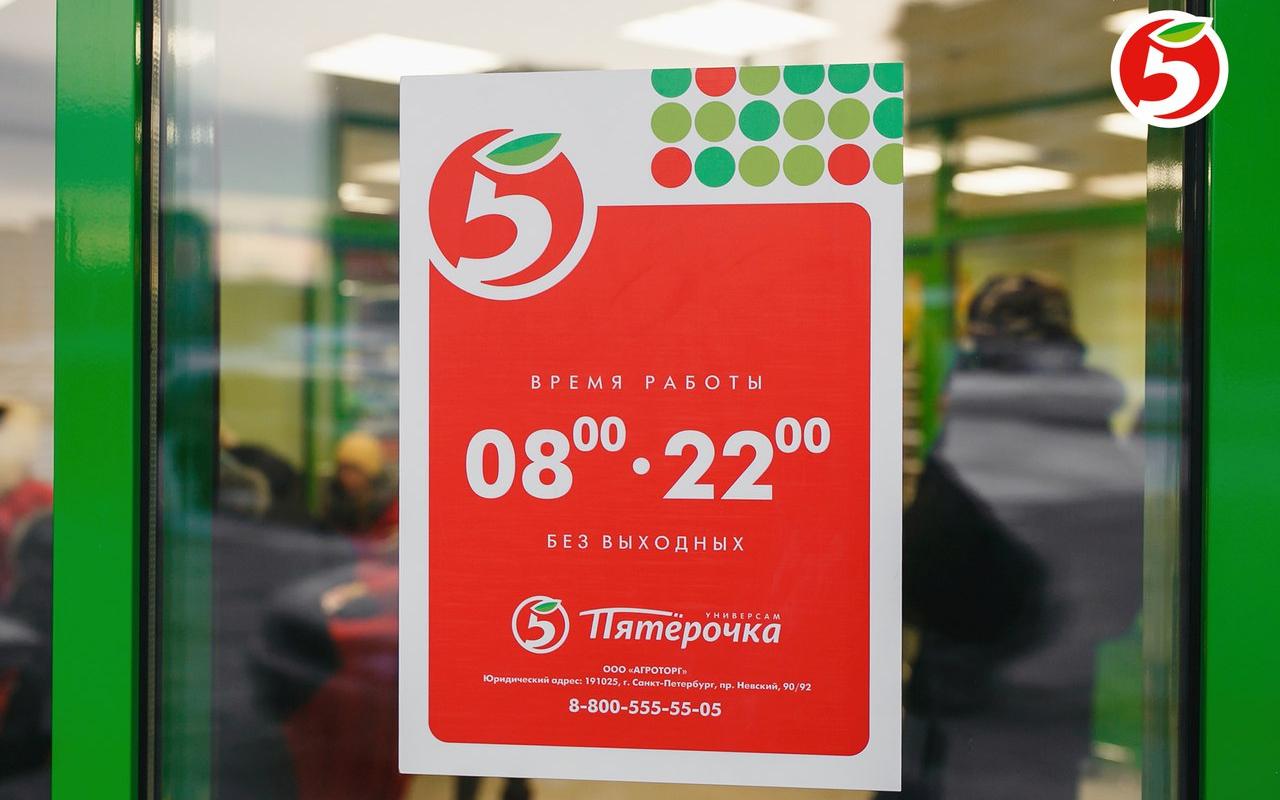 5
5
ВРЕМЯ РАБОТЫ
08⁰⁰·22⁰⁰
БЕЗ ВЫХОДНЫХ
5 УНИВЕРСАМ
Пятёрочка
ООО «АГРОТОРГ»
Юридический адрес: 191025, г. Санкт-Петербург, пр. Невский, 90/92
8-800-555-55-05